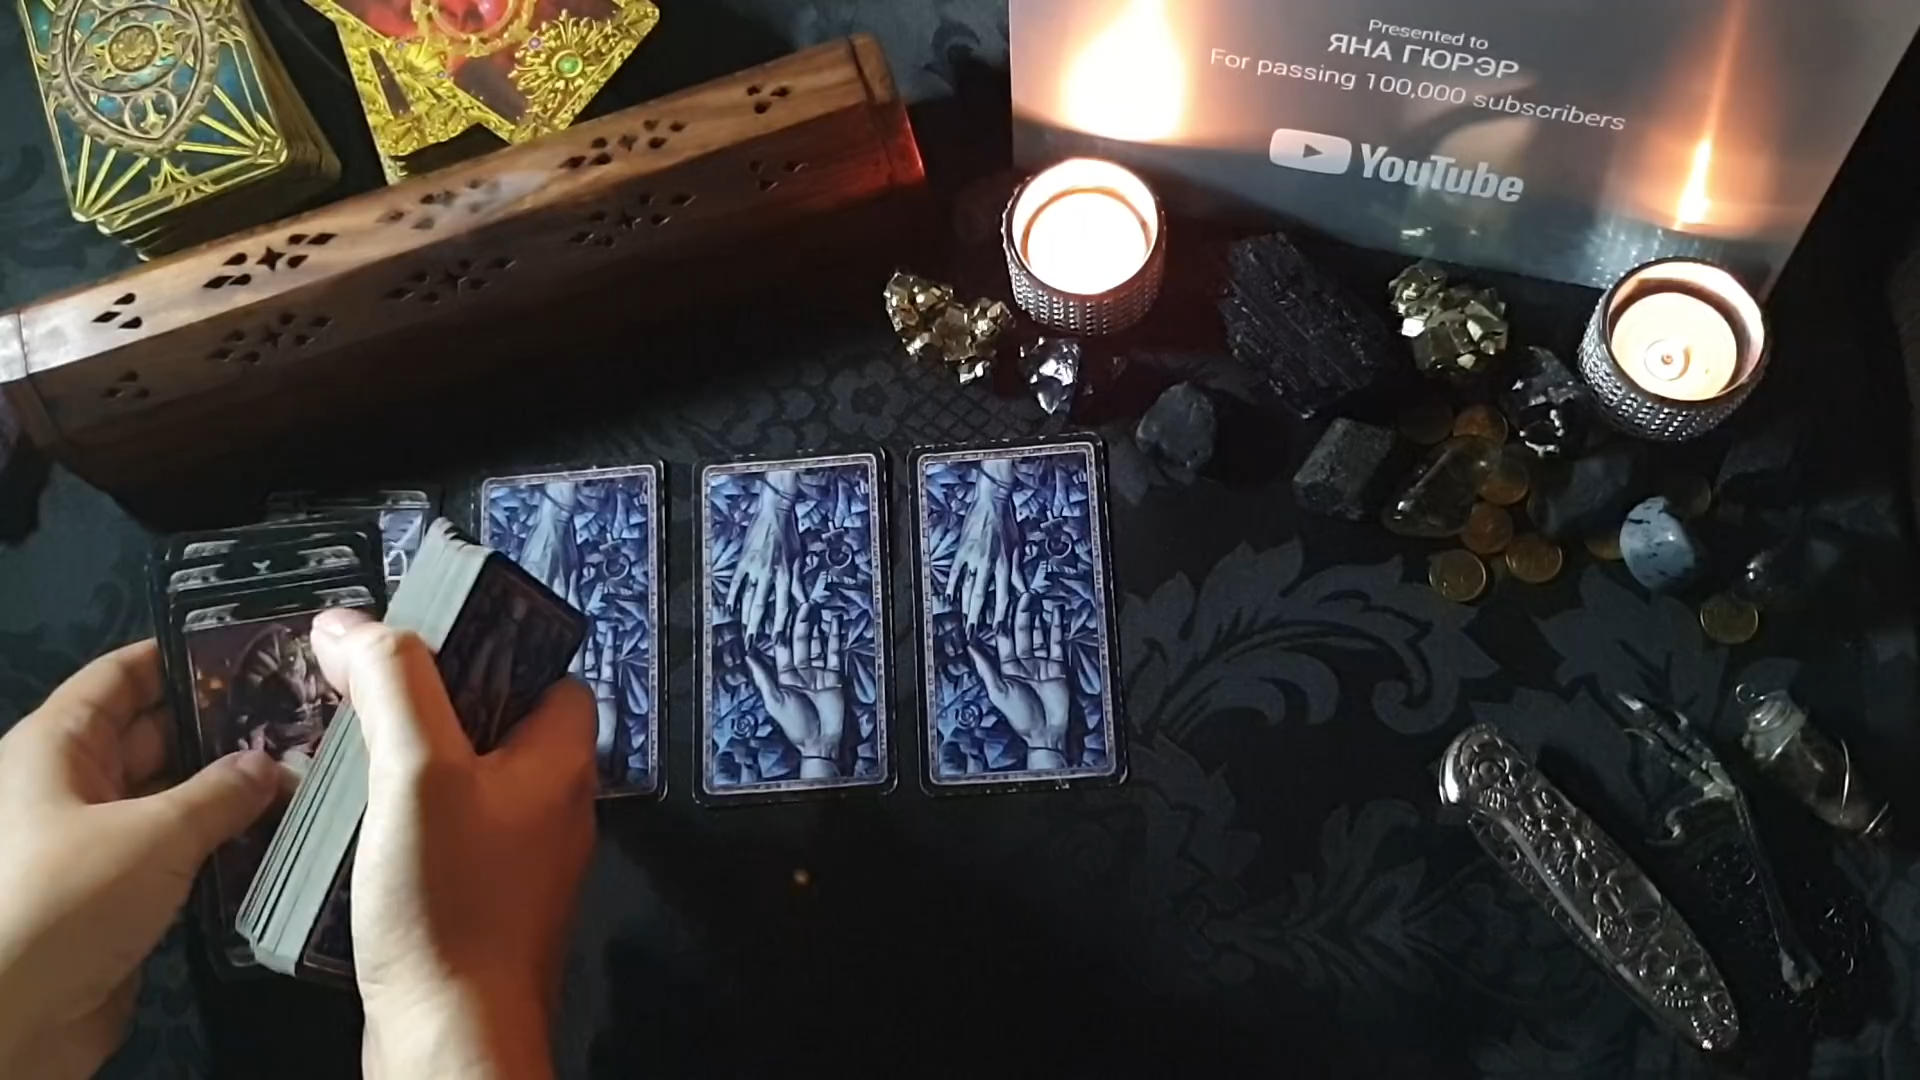 Presented to
ЯНА ГЮРЭР
For passing 100,000 subscribers
YouTube